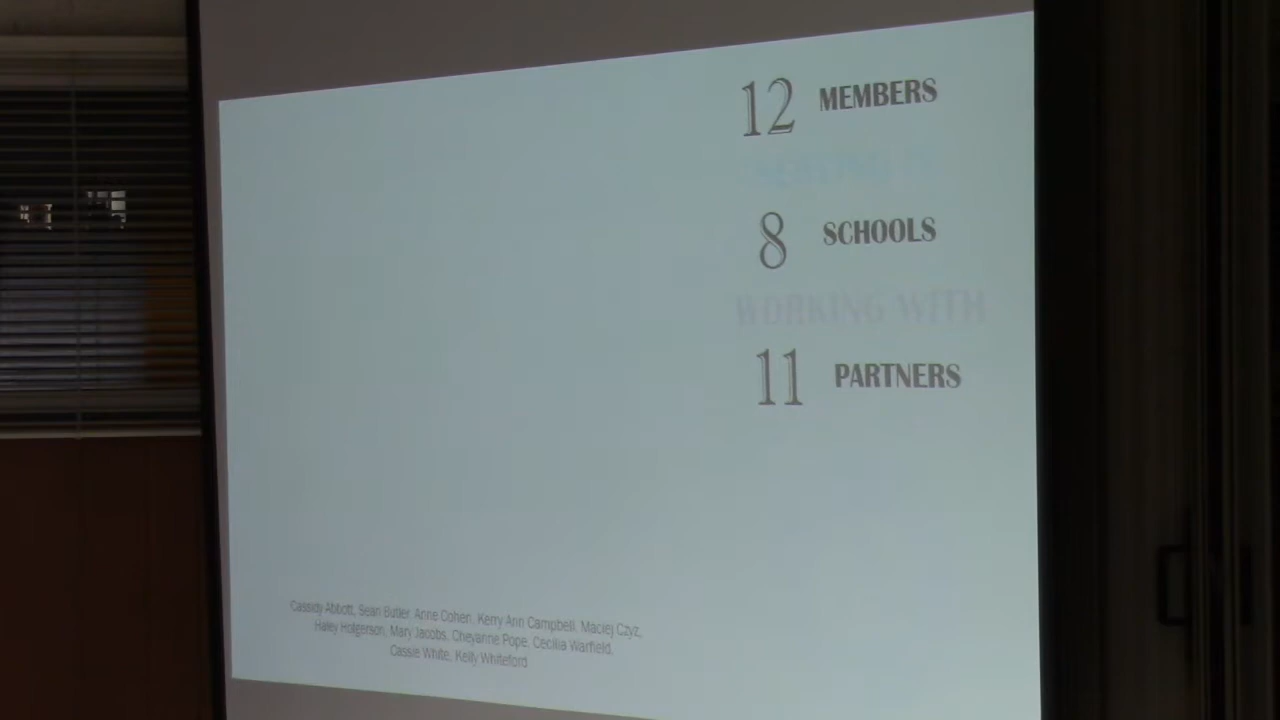 12 MEMBERS
8 SCHOOLS
WORKING WITH
11 PARTNERS
Cassidy Abbott, Sean Butler, Anne Cohen, Kerry Ann Campbell, Maciej Czyz,
Haley Holgerson, Mary Jacobs, Cheyanne Pope, Cecilia Warfield,
Cassie White, Kelly Whiteford